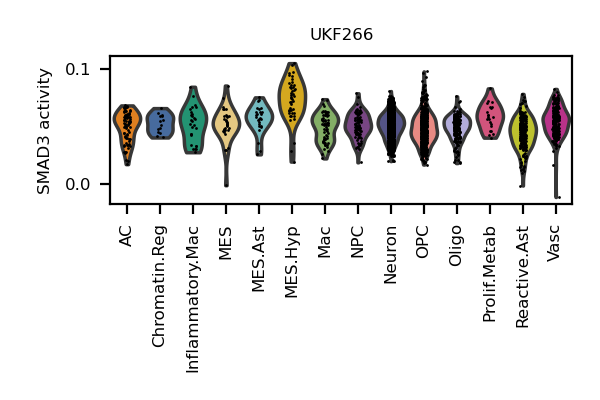 UKF266
SMAD3 activity
0.1
0.0
AC
Chromatin.Reg
Inflammatory.Mac
MES
MES.Ast
MES.Hyp
Mac
NPC
Neuron
OPC
Oligo
Prolif.Metab
Reactive.Ast
Vasc